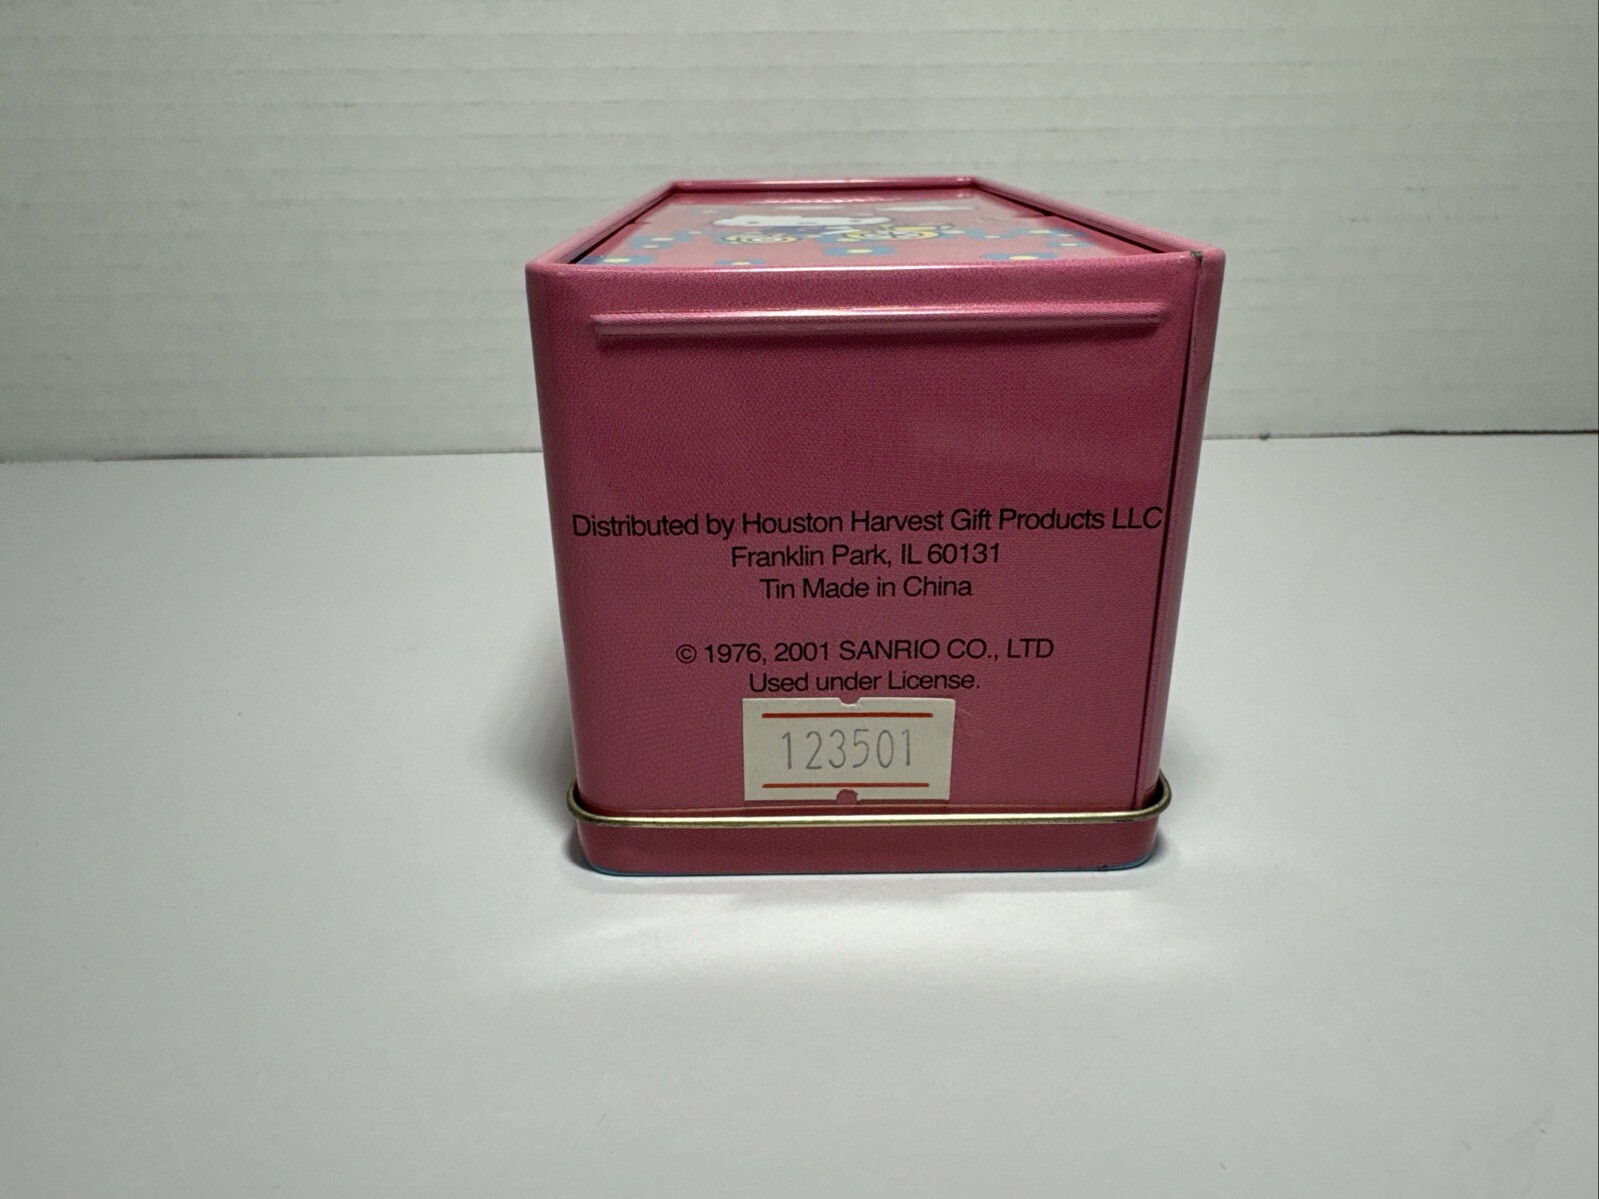 Distributed by Houston Harvest Gift Products LLC
Franklin Park, IL 60131
Tin Made in China
© 1976, 2001 SANRIO CO., LTD
Used under License.
123501